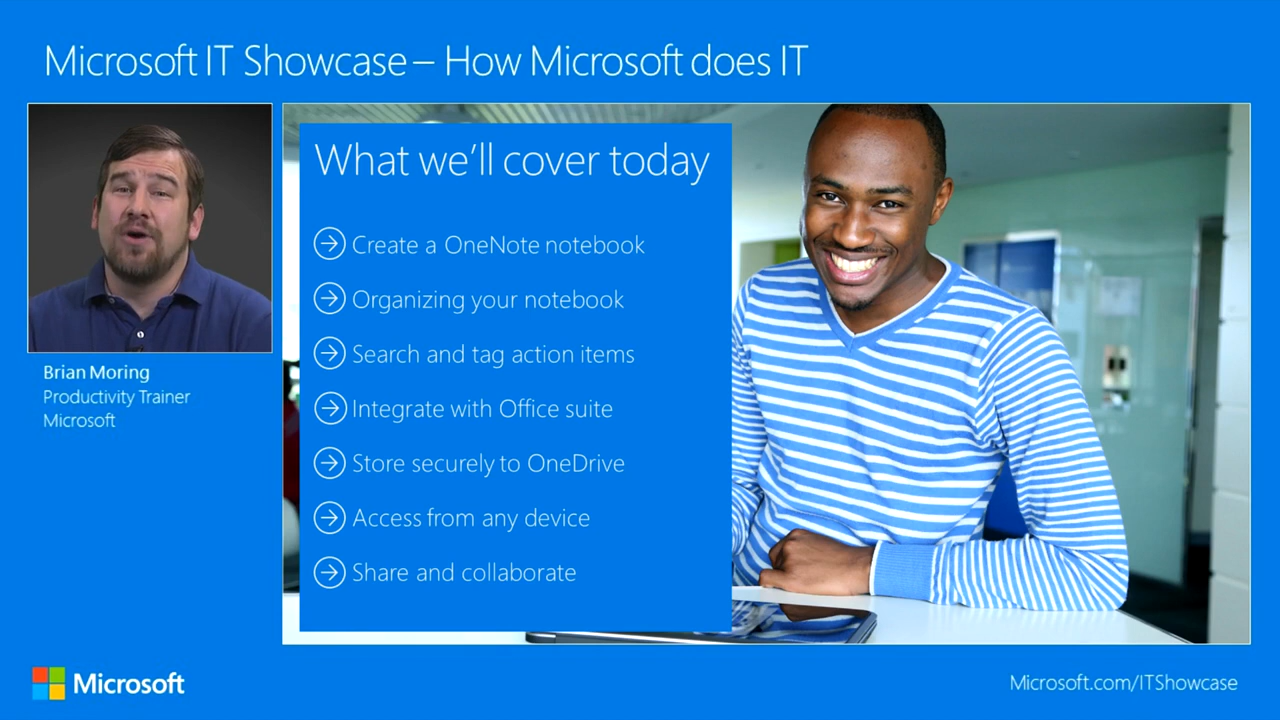 Microsoft IT Showcase – How Microsoft does IT
Brian Moring
Productivity Trainer
Microsoft
What we'll cover today
Create a OneNote notebook
Organizing your notebook
Search and tag action items
Integrate with Office suite
Store securely to OneDrive
Access from any device
Share and collaborate
Microsoft
Microsoft.com/ITShowcase